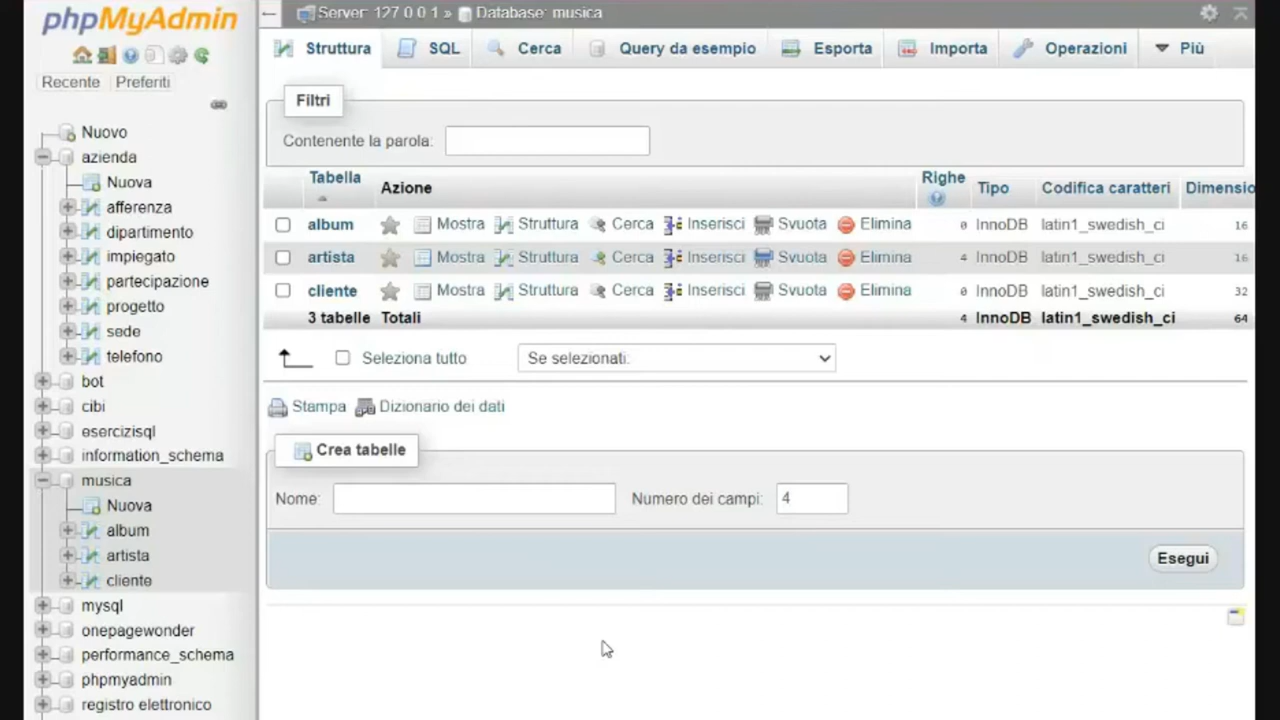 phpMyAdmin
Recente Preferiti
Nuovo
azienda
Nuova
afferenza
dipartimento
impiegato
partecipazione
progetto
sede
telefono
bot
cibi
esercizisql
information_schema
musica
Nuova
album
artista
cliente
mysql
onepagewonder
performance_schema
phpmyadmin
registro elettronico
Server: 127.0.0.1 » Database: musica
Struttura SQL Cerca Query da esempio Esporta Importa Operazioni Più
Filtri
Contenente la parola:
Tabella Azione Righe Tipo Codifica caratteri Dimensio
album Mostra Struttura Cerca Inserisci Svuota Elimina 0 InnoDB latin1_swedish_ci 16
artista Mostra Struttura Cerca Inserisci Svuota Elimina 4 InnoDB latin1_swedish_ci 16
cliente Mostra Struttura Cerca Inserisci Svuota Elimina 0 InnoDB latin1_swedish_ci 32
3 tabelle Totali 4 InnoDB latin1_swedish_ci 64
Seleziona tutto Se selezionati:
Stampa Dizionario dei dati
Crea tabelle
Nome: Numero dei campi: 4
Esegui